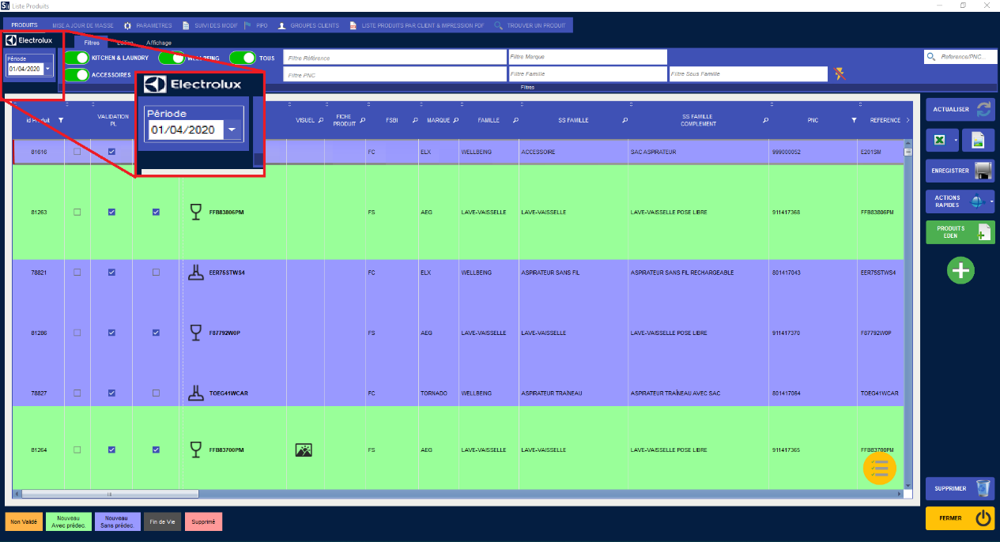 Liste Produits
PRODUITS MISE A JOUR DE MASSE PARAMETRES SUIVI DES MODIF PIPO GROUPES CLIENTS LISTE PRODUITS PAR CLIENT & IMPRESSION PDF TROUVER UN PRODUIT
Electrolux
Filtres Edition Affichage
Période
01/04/2020
KITCHEN & LAUNDRY WELLBEING TOUS
ACCESSOIRES
Filtre Référence Filtre Marque
Filtre PNC Filtre Famille Filtre Sous Famille
Référence/PNC...
Filtres
Electrolux
Période
01/04/2020
id Produit VALIDATION PL VISUEL FICHE PRODUIT FSBI MARQUE FAMILLE SS FAMILLE SS FAMILLE COMPLEMENT PNC REFERENCE
81616 FC ELX WELLBEING ACCESSOIRE SAC ASPIRATEUR 999000052 E201SM
81263 FFB83806PM FS AEG LAVE-VAISSELLE LAVE-VAISSELLE LAVE-VAISSELLE POSE LIBRE 911417368 FFB83806PM
78821 EER75STWS4 FC ELX WELLBEING ASPIRATEUR SANS FIL ASPIRATEUR SANS FIL RECHARGEABLE 801417043 EER75STWS4
81286 F87792W0P FS AEG LAVE-VAISSELLE LAVE-VAISSELLE LAVE-VAISSELLE POSE LIBRE 911417370 F87792W0P
78827 TOEG41WCAR FC TORNADO WELLBEING ASPIRATEUR TRAÎNEAU ASPIRATEUR TRAÎNEAU AVEC SAC 801417064 TOEG41WCAR
81264 FFB83700PM FS AEG LAVE-VAISSELLE LAVE-VAISSELLE LAVE-VAISSELLE POSE LIBRE 911417365 FFB83700PM
ACTUALISER
ENREGISTRER
ACTIONS
RAPIDES
PRODUITS
EDEN
SUPPRIMER
FERMER
Non Validé
Nouveau
Avec prédec.
Nouveau
Sans prédec.
Fin de Vie
Supprimé